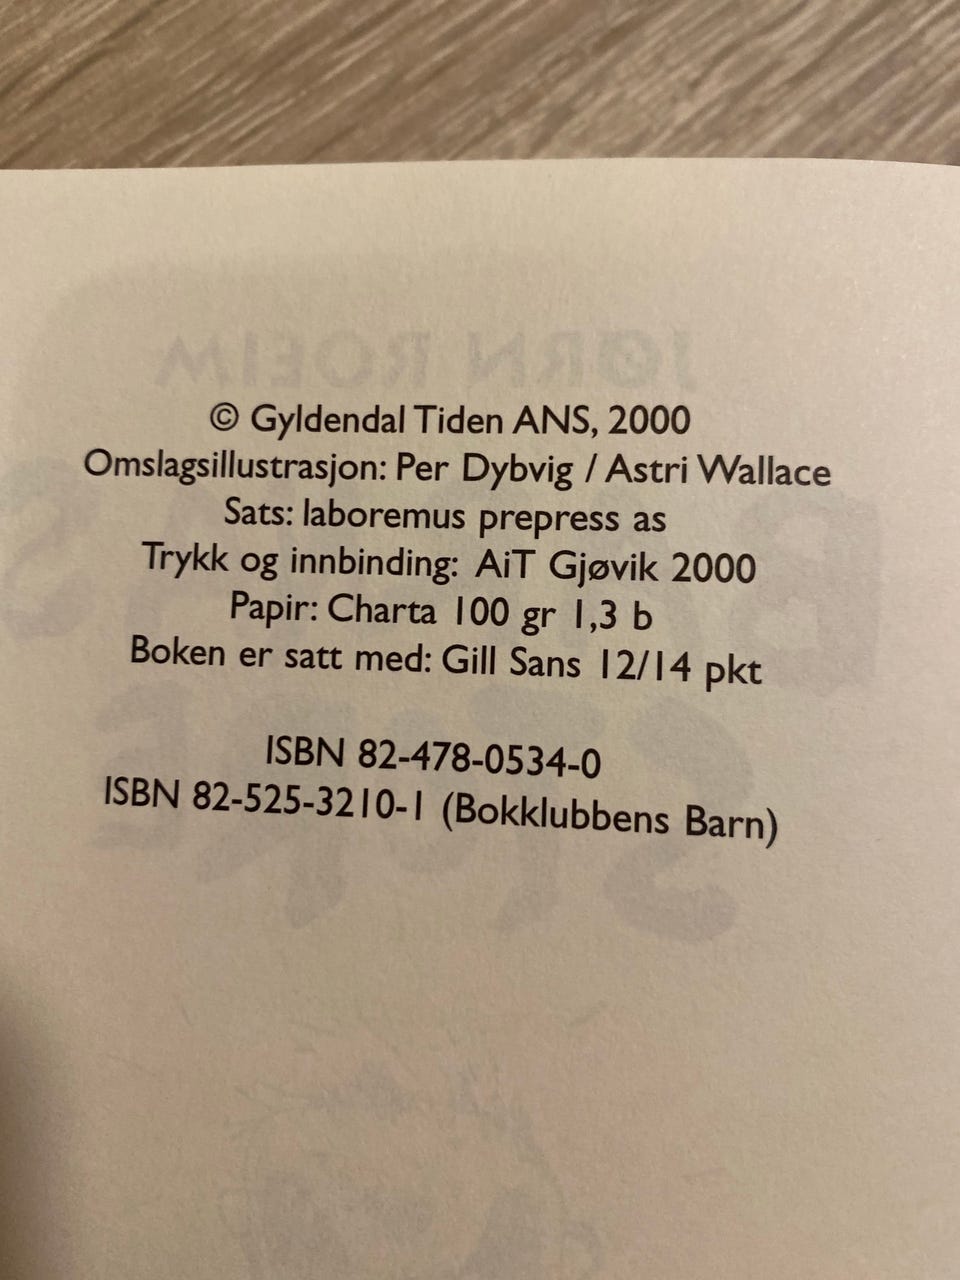 © Gyldendal Tiden ANS, 2000
Omslagsillustrasjon: Per Dybvig / Astri Wallace
Sats: laboremus prepress as
Trykk og innbinding: AiT Gjøvik 2000
Papir: Charta 100 gr 1,3 b
Boken er satt med: Gill Sans 12/14 pkt
ISBN 82-478-0534-0
ISBN 82-525-3210-1 (Bokklubbens Barn)